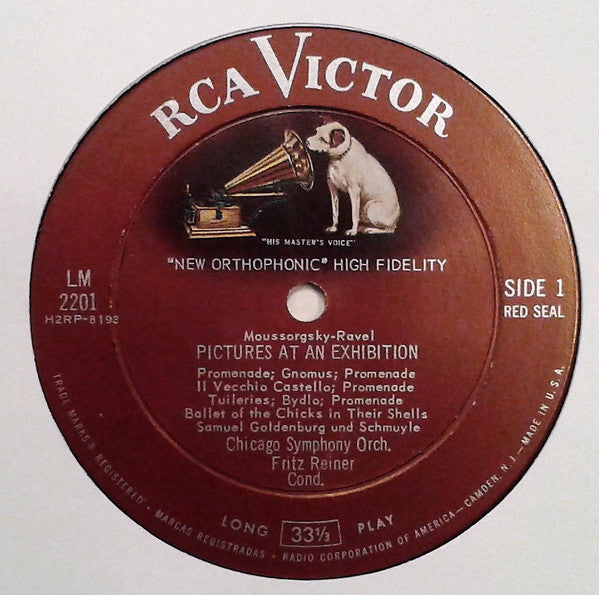 RCA VICTOR
"HIS MASTER'S VOICE"
"NEW ORTHOPHONIC" HIGH FIDELITY
LM
2201
H2RP-8193
SIDE 1
RED SEAL
Moussorgsky-Ravel
PICTURES AT AN EXHIBITION
Promenade; Gnomus; Promenade
Il Vecchio Castello; Promenade
Tuileries; Bydlo; Promenade
Ballet of the Chicks in Their Shells
Samuel Goldenburg und Schmuyle
Chicago Symphony Orch.
Fritz Reiner
Cond.
LONG 33⅓ PLAY
TRADE MARKS ® REGISTERED • MARCAS REGISTRADAS • RADIO CORPORATION OF AMERICA—CAMDEN, N. J.—MADE IN U.S.A.